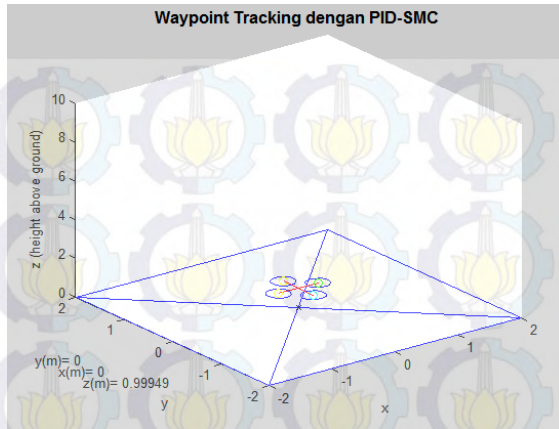 Waypoint Tracking dengan PID-SMC
z (height above ground)
10
8
6
4
2
0
2
1
0
-1
-2
y
-2
-1
0
1
2
x
y(m)= 0
x(m)= 0
z(m)= 0.99949